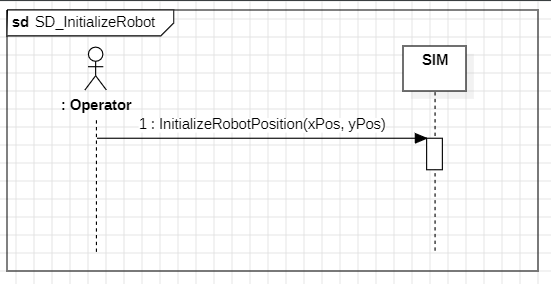 sd SD_InitializeRobot
SIM
: Operator
1 : InitializeRobotPosition(xPos, yPos)